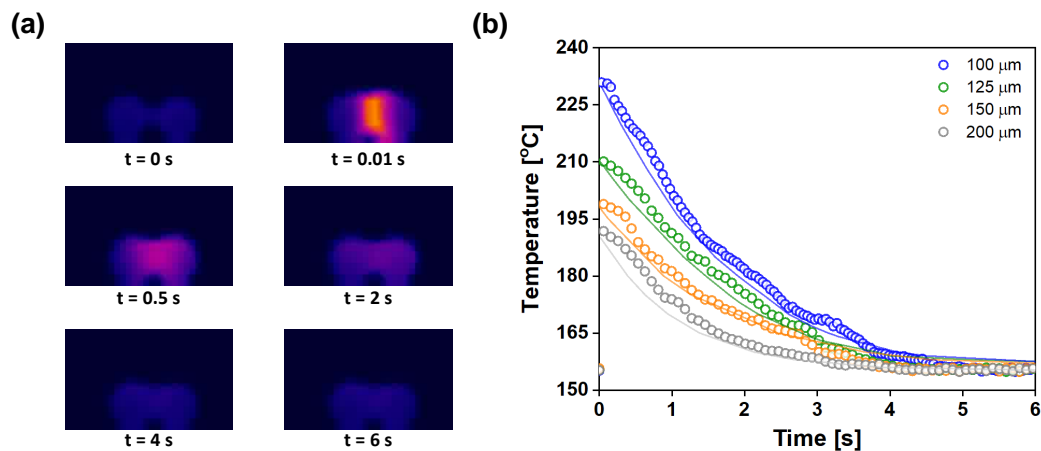 (a)
t = 0 s
t = 0.01 s
t = 0.5 s
t = 2 s
t = 4 s
t = 6 s
(b)
240
225
210
195
180
165
150
Temperature [°C]
0 1 2 3 4 5 6
Time [s]
100 μm
125 μm
150 μm
200 μm